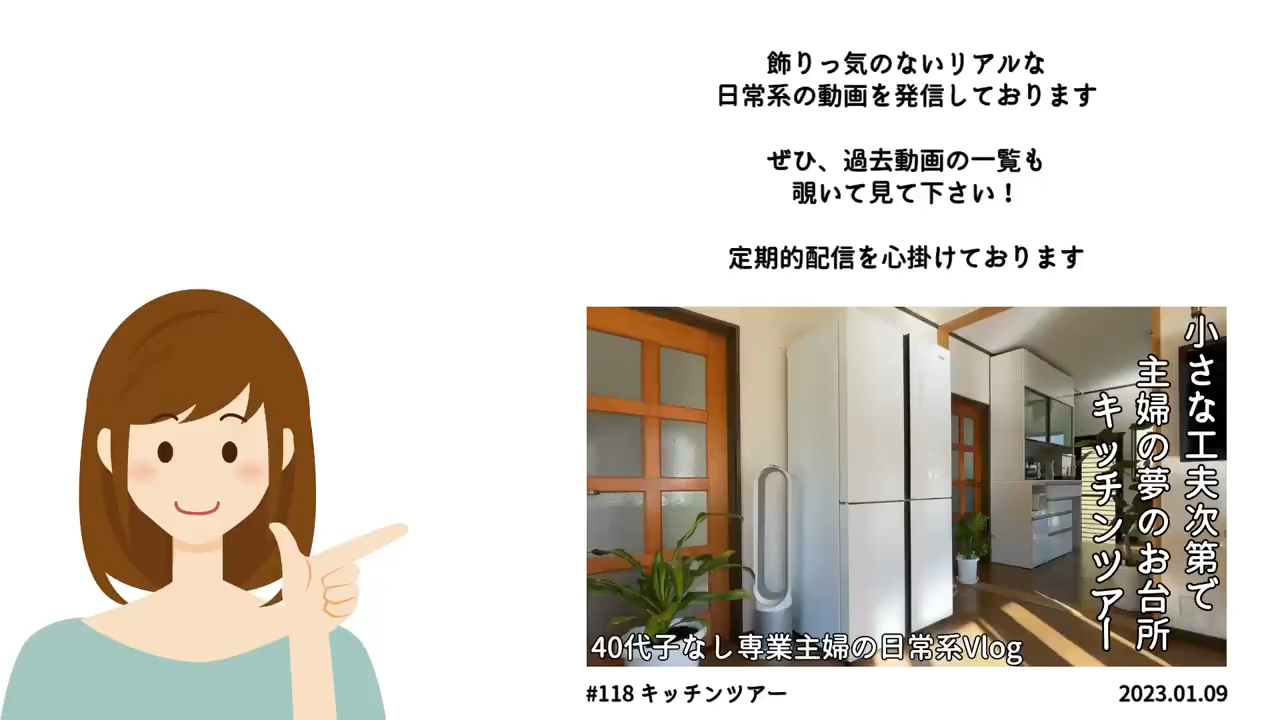 飾りっ気のないリアルな
日常系の動画を発信しております
ぜひ、過去動画の一覧も
覗いて見て下さい！
定期的配信を心掛けております
小さな工夫次第で
主婦の夢のお台所
キッチンツアー
40代子なし専業主婦の日常系Vlog
#118 キッチンツアー
2023.01.09